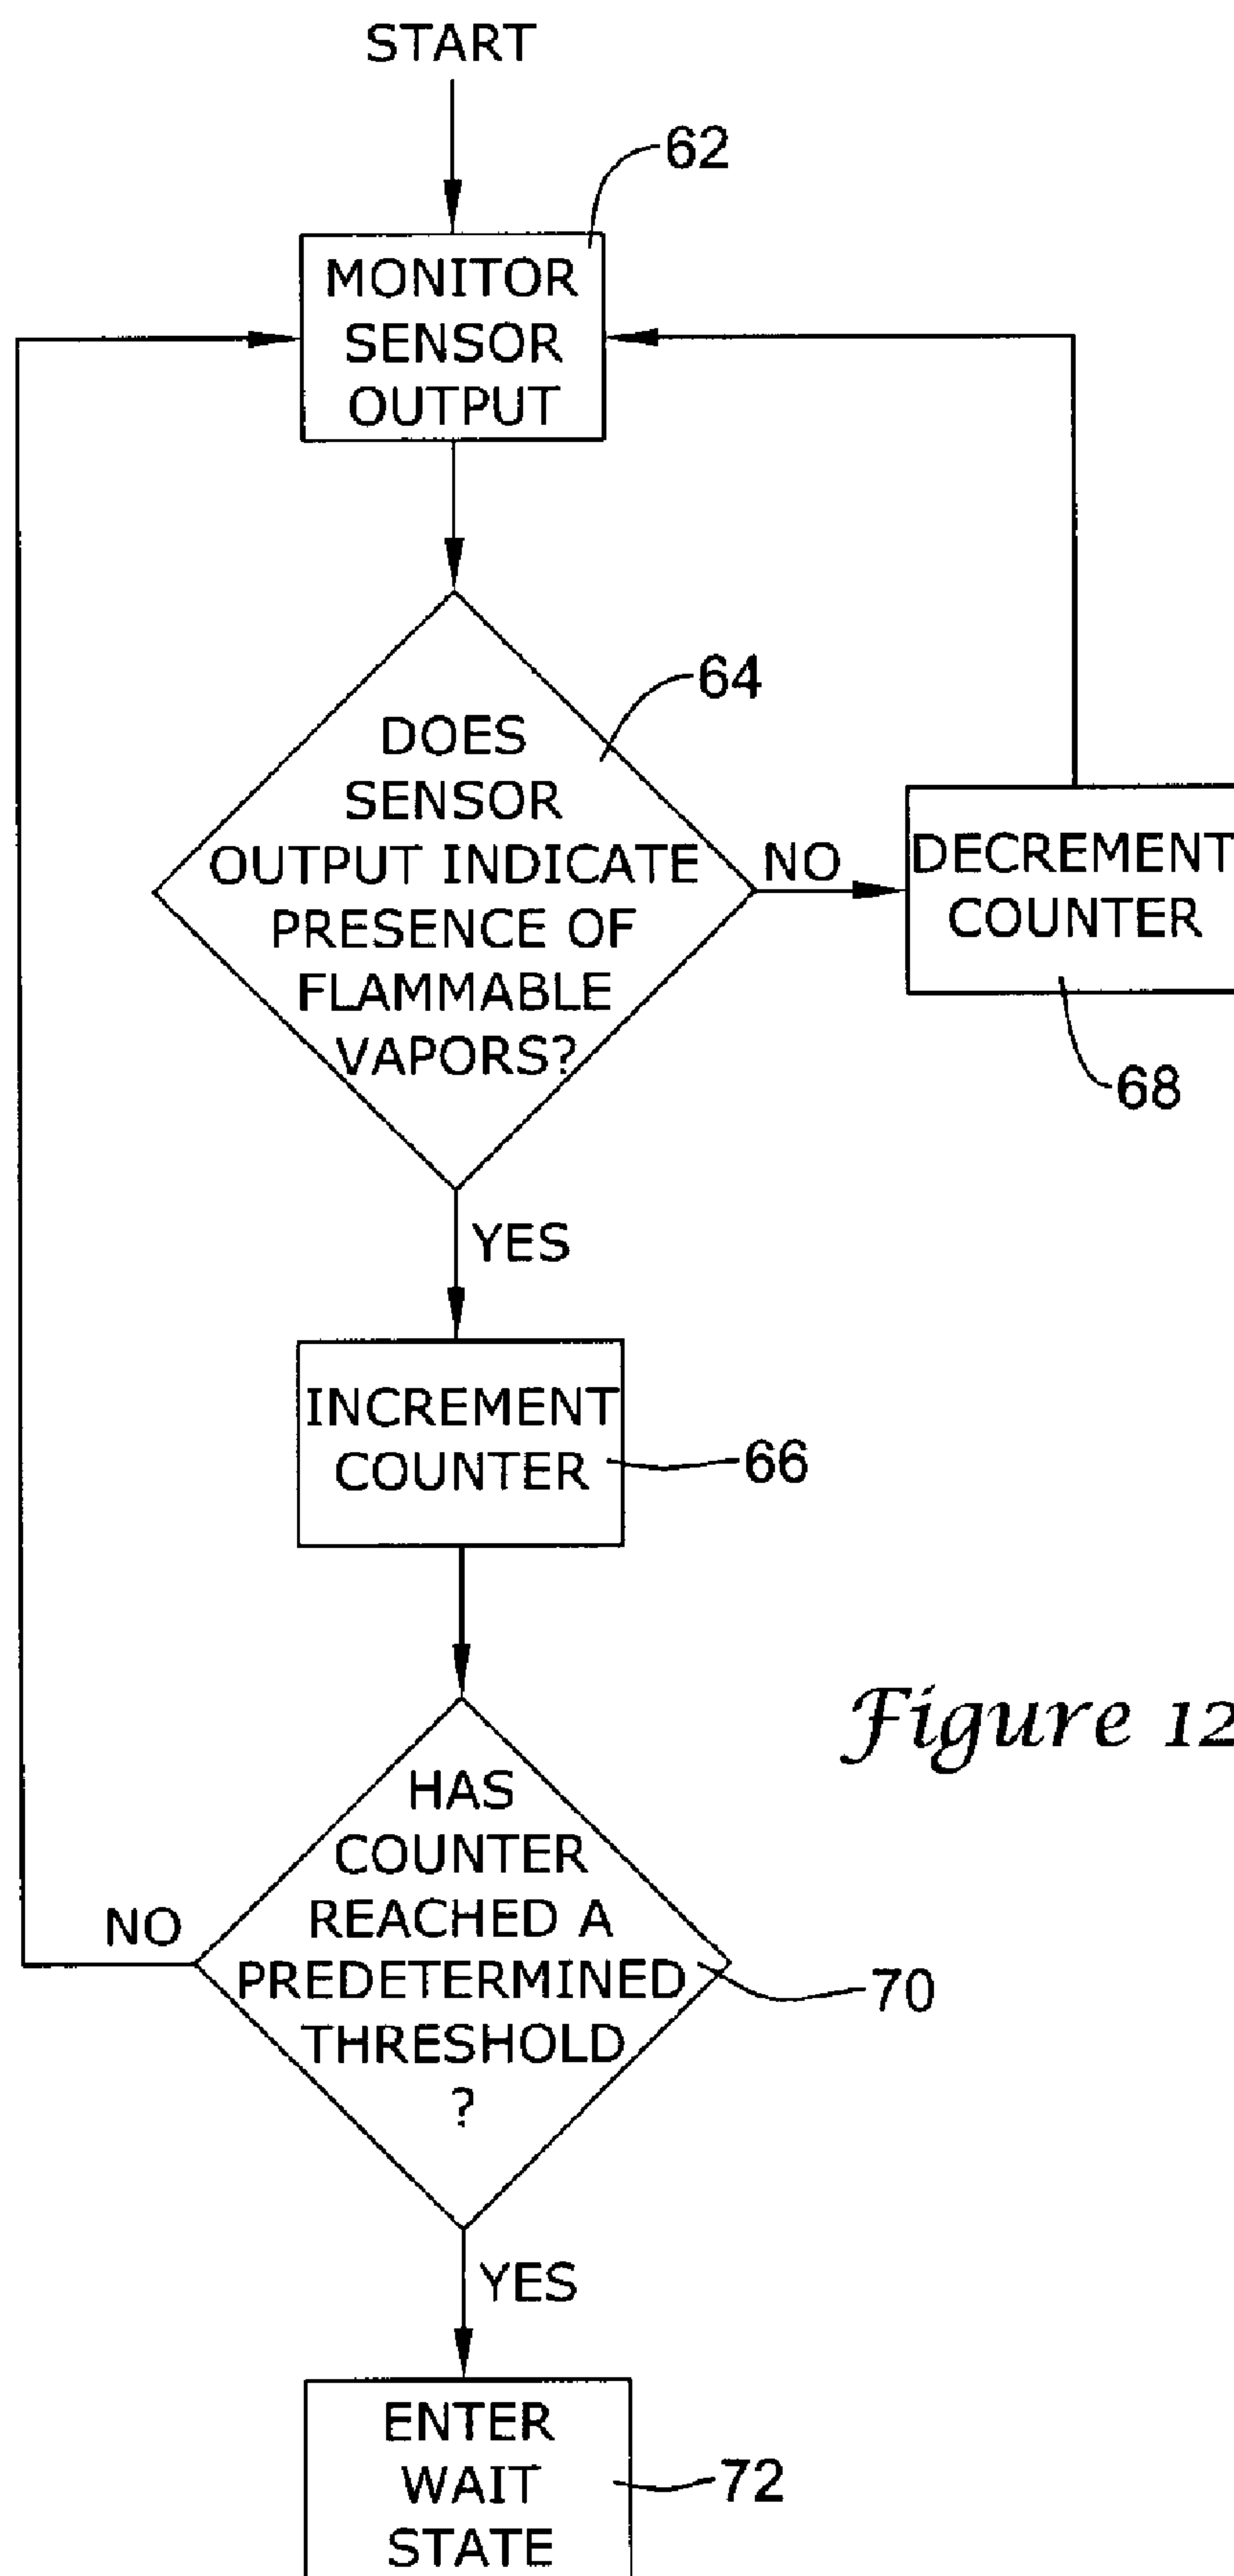 START
62
MONITOR
SENSOR
OUTPUT
64
DOES
SENSOR
OUTPUT INDICATE
PRESENCE OF
FLAMMABLE
VAPORS?
NO
DECREMENT
COUNTER
68
YES
INCREMENT
COUNTER
66
Figure 12
HAS
COUNTER
REACHED A
PREDETERMINED
THRESHOLD
?
NO
70
YES
ENTER
WAIT
STATE
72